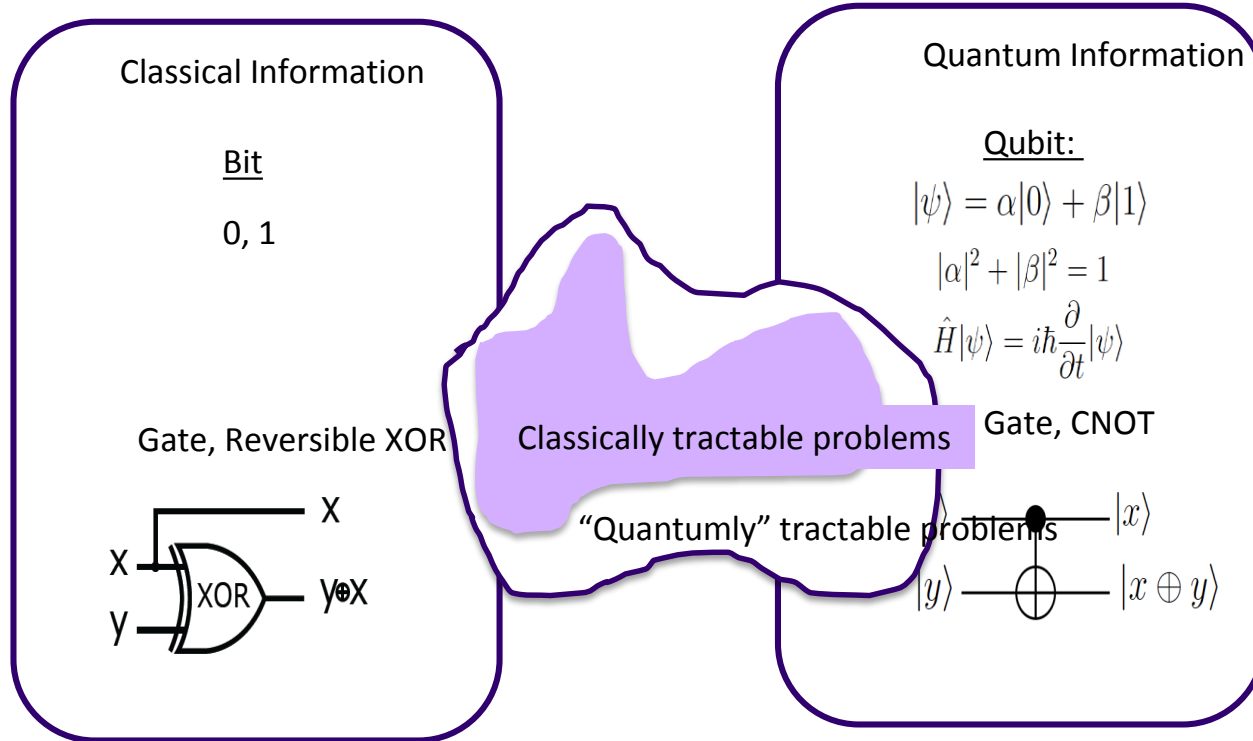 Classical Information
Bit
0, 1
Gate, Reversible XOR
x
x
y
XOR
y⊕x
Classically tractable problems
“Quantumly” tractable problems
Quantum Information
Qubit:
|ψ⟩ = α|0⟩ + β|1⟩
|α|² + |β|² = 1
Ĥ|ψ⟩ = iħ ∂/∂t |ψ⟩
Gate, CNOT
⟩ |x⟩
|y⟩ |x ⊕ y⟩